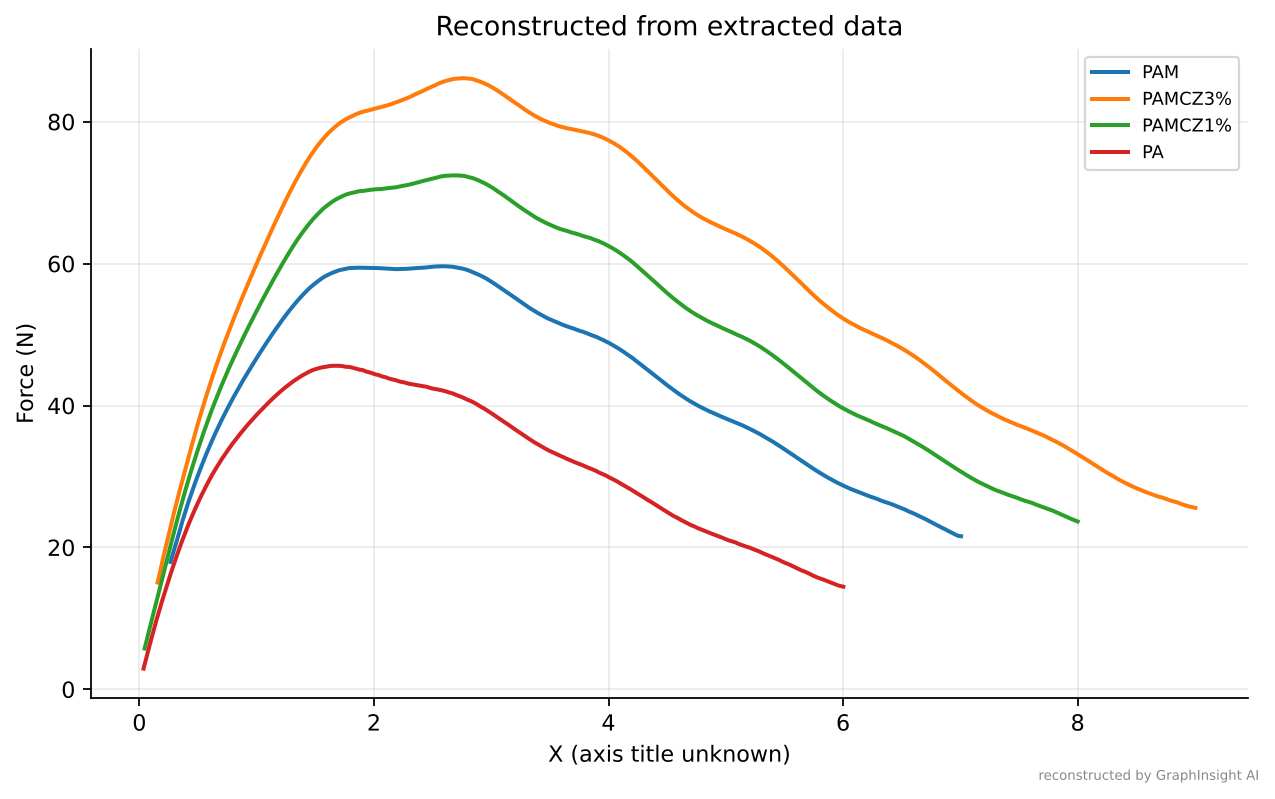 Reconstructed from extracted data
PAM
PAMCZ3%
PAMCZ1%
PA
Force (N)
80
60
40
20
0
0 2 4 6 8
X (axis title unknown)
reconstructed by GraphInsight AI